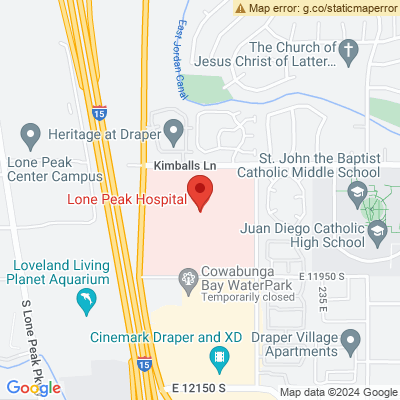 Map error: g.co/staticmaperror
East Jordan Canal
The Church of
Jesus Christ of Latter...
15
Heritage at Draper
Lone Peak
Center Campus
Kimballs Ln
St. John the Baptist
Catholic Middle School
Lone Peak Hospital
Juan Diego Catholic
High School
Loveland Living
Planet Aquarium
Cowabunga
Bay WaterPark
Temporarily closed
E 11950 S
235 E
S Lone Peak Pk
Cinemark Draper and XD
Draper Village
Apartments
15
E 12150 S
Google
Map data ©2024 Google